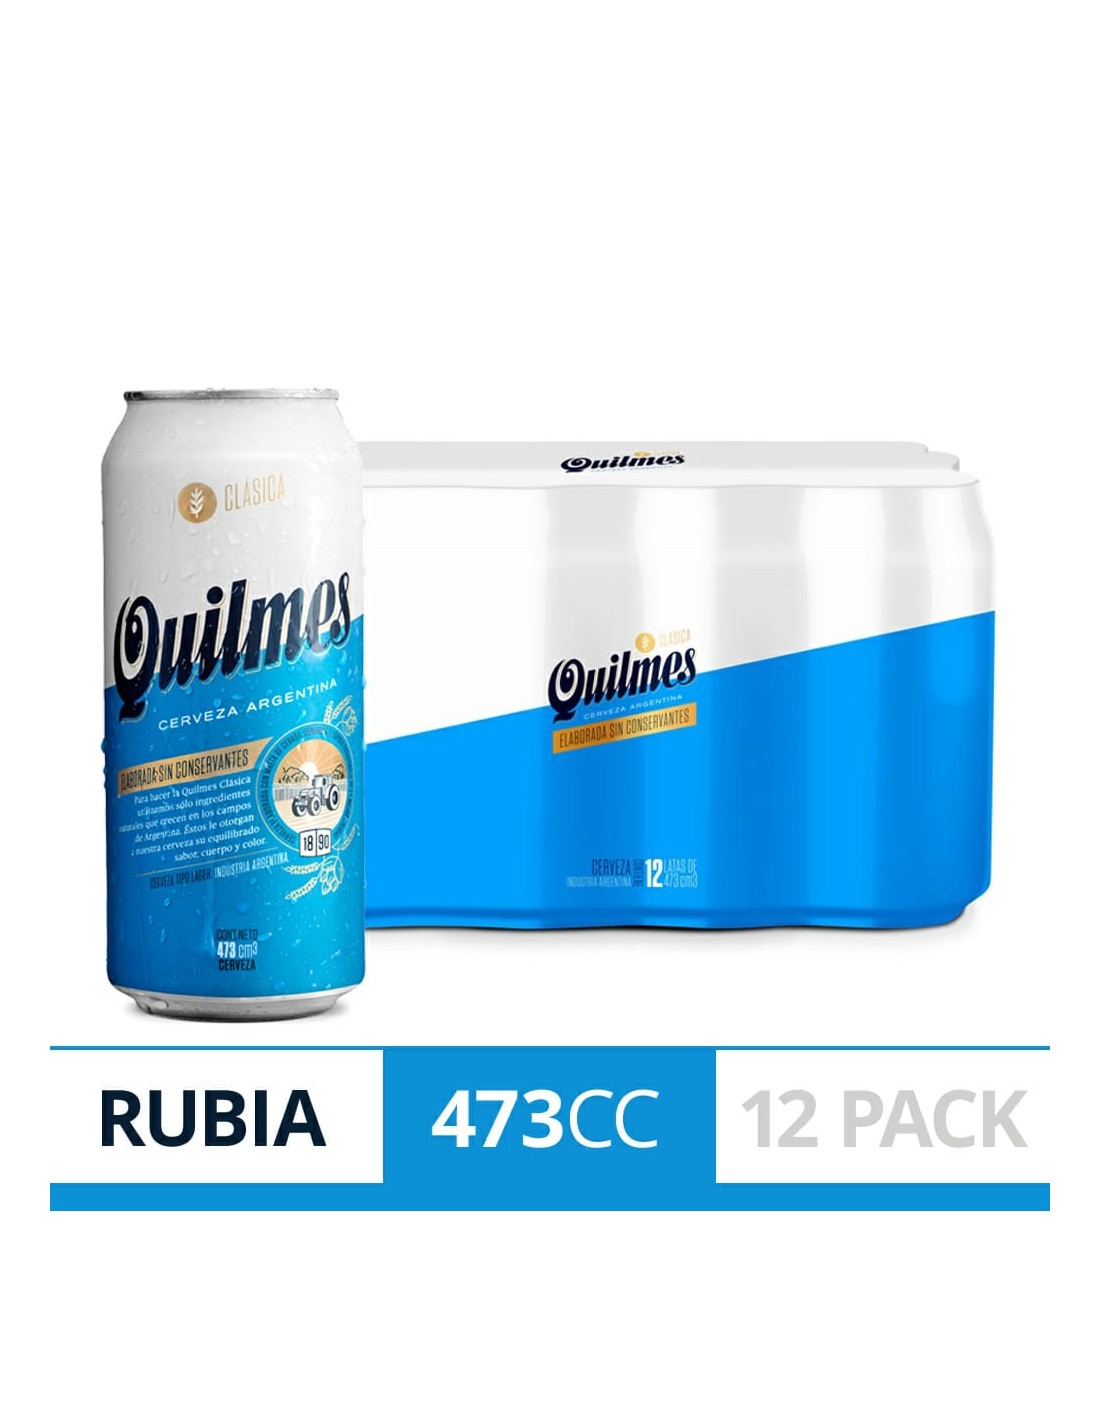 CLÁSICA
Quilmes
CERVEZA ARGENTINA
ELABORADA SIN CONSERVANTES
Para hacer la Quilmes Clásica
utilizamos sólo ingredientes
naturales que crecen en los campos
de Argentina. Éstos le otorgan
a nuestra cerveza su equilibrado
sabor, cuerpo y color.
CERVEZA TIPO LAGER. INDUSTRIA ARGENTINA
18 90
CONT. NETO
473 cm3
CERVEZA
Quilmes
CLÁSICA
Quilmes
CERVEZA ARGENTINA
ELABORADA SIN CONSERVANTES
CERVEZA
INDUSTRIA ARGENTINA
12 LATAS DE
473 cm3
RUBIA
473CC
12 PACK